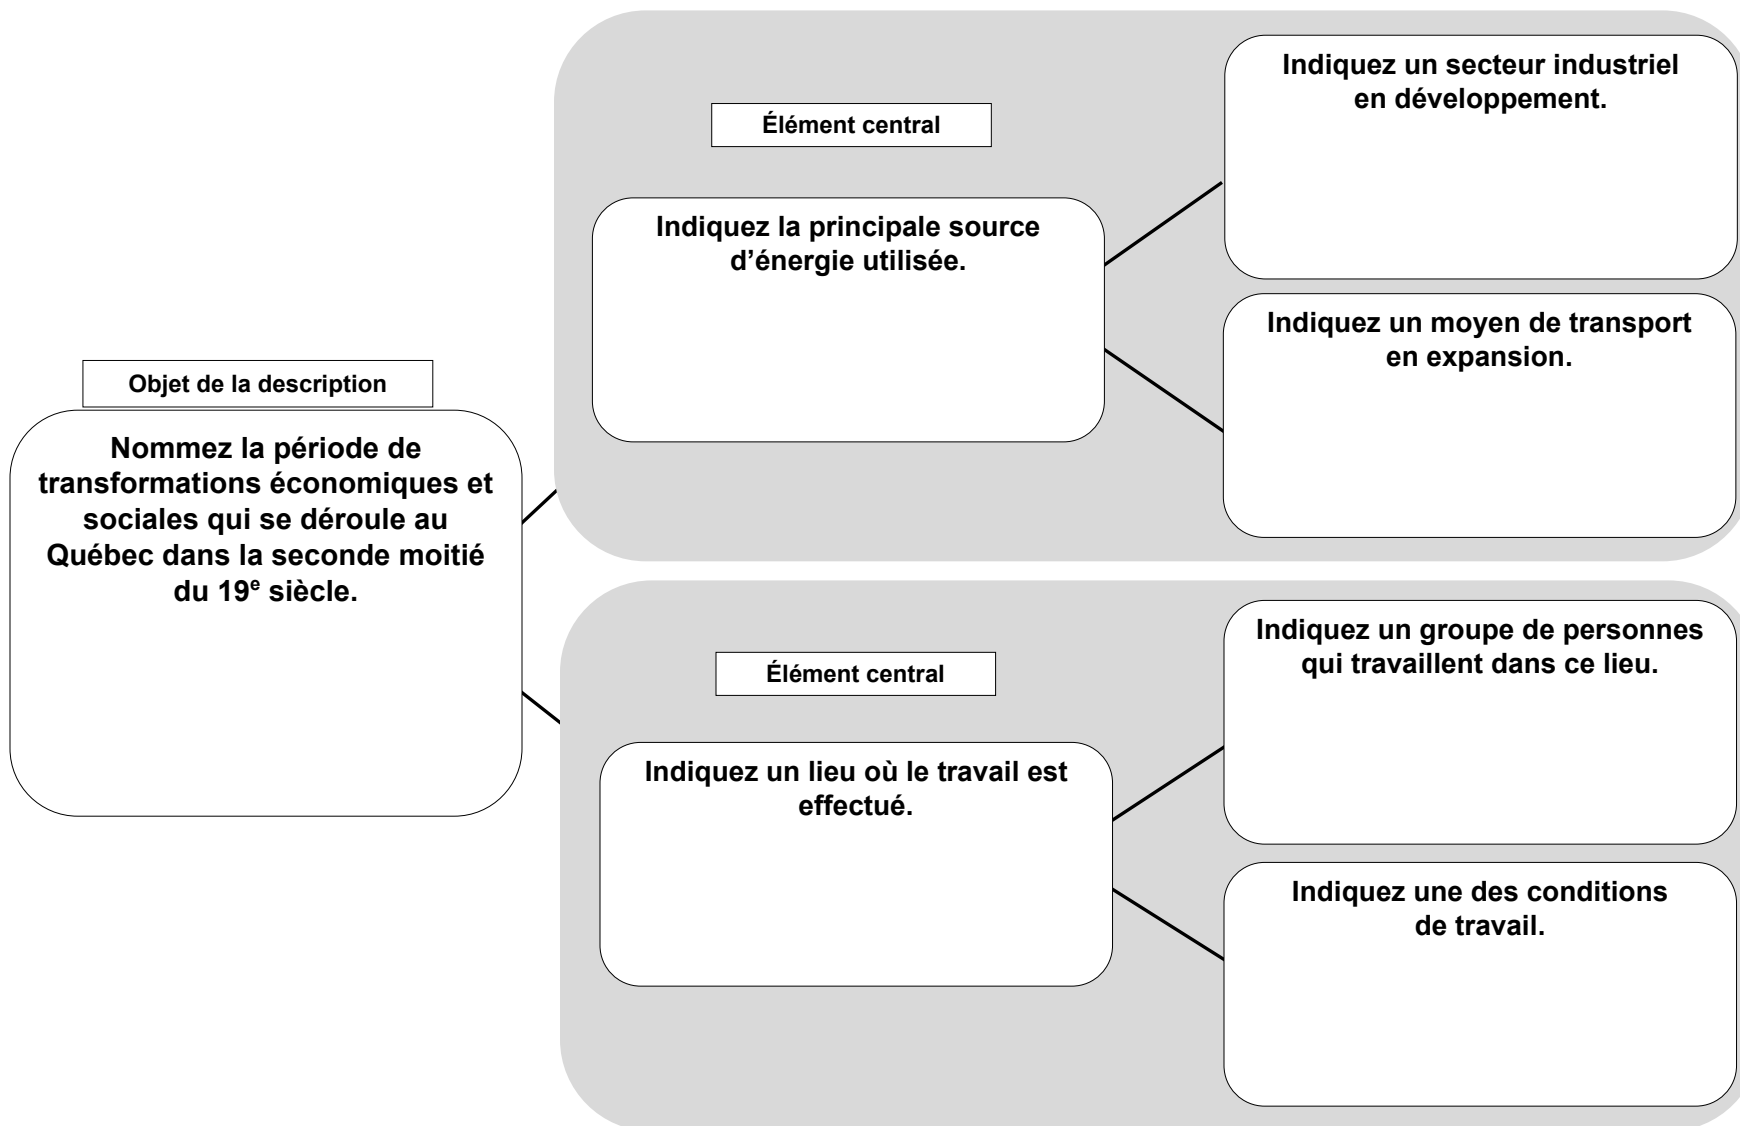 Objet de la description
Nommez la période de
transformations économiques et
sociales qui se déroule au
Québec dans la seconde moitié
du 19e siècle.
Élément central
Indiquez la principale source
d’énergie utilisée.
Indiquez un secteur industriel
en développement.
Indiquez un moyen de transport
en expansion.
Élément central
Indiquez un lieu où le travail est
effectué.
Indiquez un groupe de personnes
qui travaillent dans ce lieu.
Indiquez une des conditions
de travail.